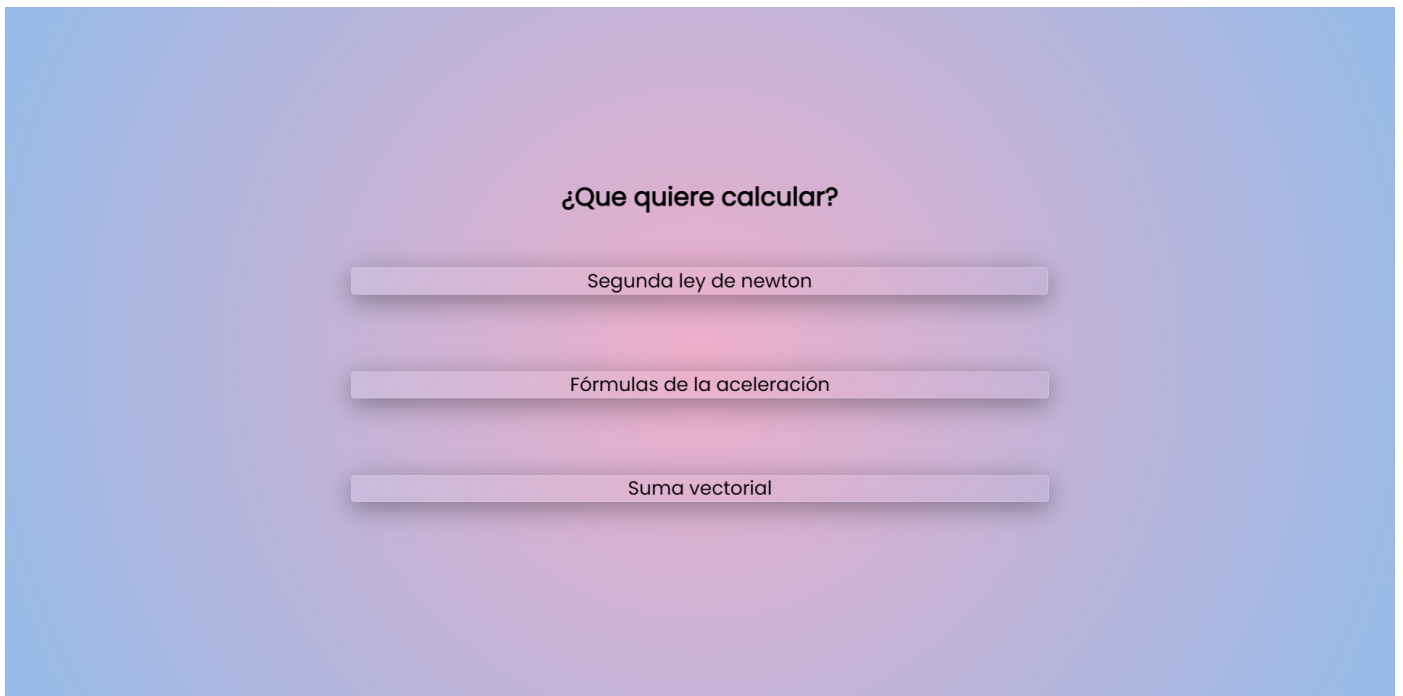 ¿Que quiere calcular?
Segunda ley de newton
Fórmulas de la aceleración
Suma vectorial